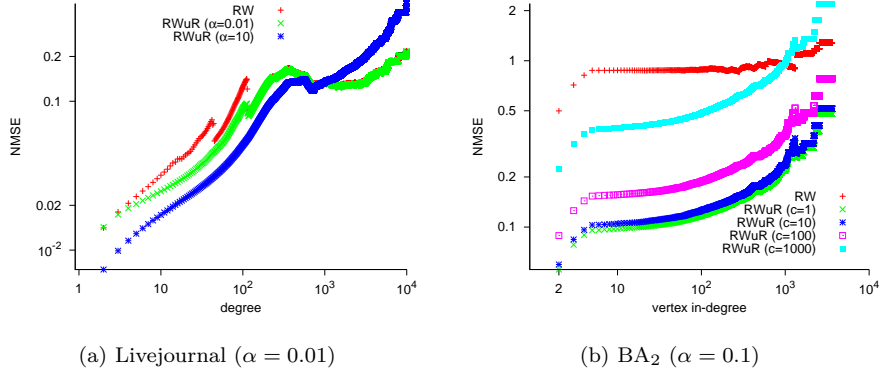 RW
RWuR (α=0.01)
RWuR (α=10)
NMSE
0.2
0.1
0.02
10-2
1
10
10²
10³
10⁴
degree
(a) Livejournal (α = 0.01)
NMSE
2
1
0.5
0.1
RW
RWuR (c=1)
RWuR (c=10)
RWuR (c=100)
RWuR (c=1000)
2
10
10²
10³
10⁴
vertex in-degree
(b) BA₂ (α = 0.1)